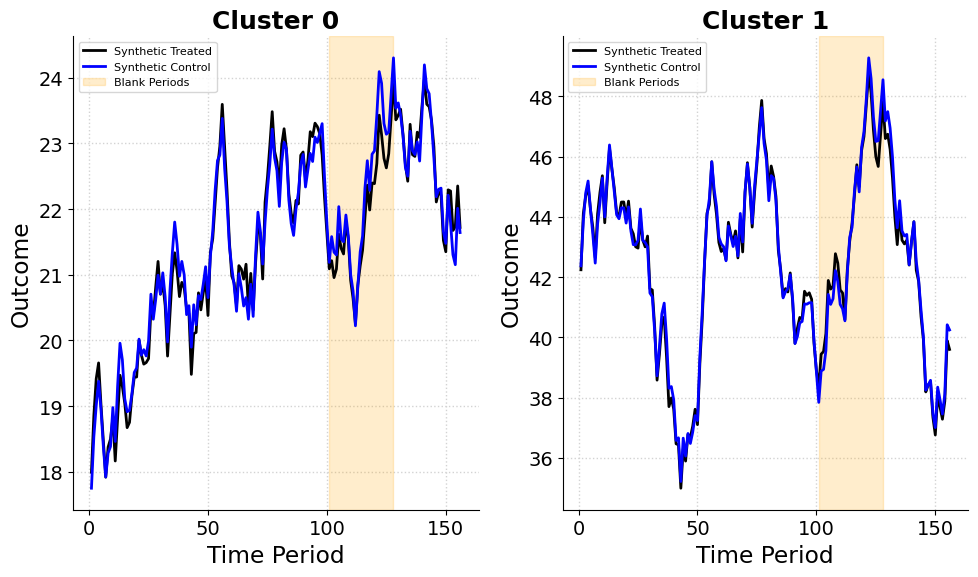 Cluster 0
Synthetic Treated
Synthetic Control
Blank Periods
Outcome
24
23
22
21
20
19
18
0
50
100
150
Time Period
Cluster 1
Synthetic Treated
Synthetic Control
Blank Periods
Outcome
48
46
44
42
40
38
36
0
50
100
150
Time Period